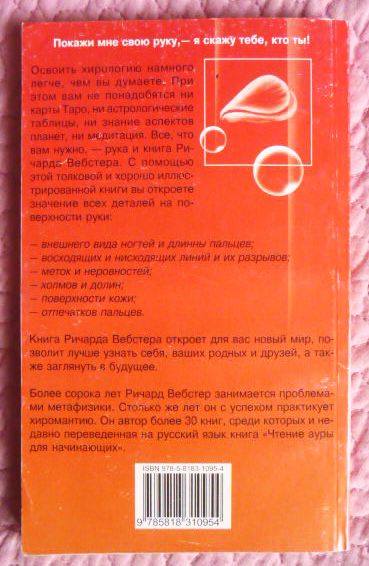 Покажи мне свою руку,— я скажу тебе, кто ты!
Освоить хирологию намного
легче, чем вы думаете. При
этом вам не понадобятся ни
карты Таро, ни астрологические
таблицы, ни знание аспектов
планет, ни медитация. Все, что
вам нужно, — рука и книга Ри-
чарда Вебстера. С помощью
этой толковой и хорошо иллюс-
трированной книги вы откроете
значение всех деталей на по-
верхности руки:
— внешнего вида ногтей и длинны пальцев;
— восходящих и нисходящих линий и их разрывов;
— меток и неровностей;
— холмов и долин;
— поверхности кожи;
— отпечатков пальцев.
Книга Ричарда Вебстера откроет для вас новый мир, по-
зволит лучше узнать себя, ваших родных и друзей, а так-
же заглянуть в будущее.
Более сорока лет Ричард Вебстер занимается проблема-
ми метафизики. Столько же лет он с успехом практикует
хиромантию. Он автор более 30 книг, среди которых и не-
давно переведенная на русский язык книга «Чтение ауры
для начинающих».
ISBN 978-5-8183-1095-4
9 785818 310954